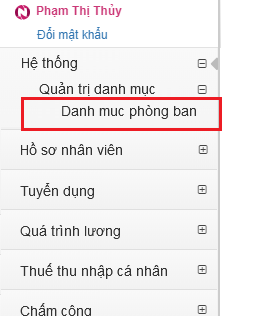 Phạm Thị Thủy
Đổi mật khẩu
Hệ thống
Quản trị danh mục
Danh muc phòng ban
Hồ sơ nhân viên
Tuyển dụng
Quá trình lương
Thuế thu nhập cá nhân
Chấm công